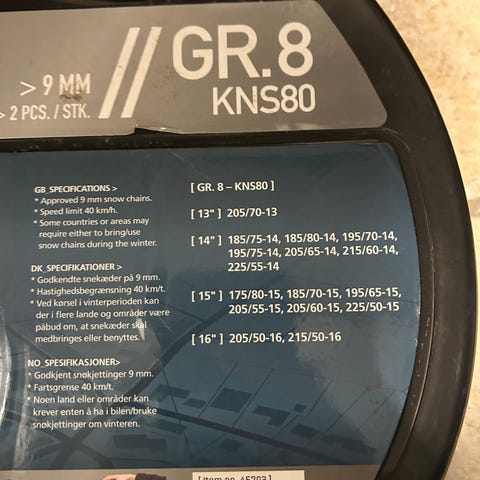 > 9 MM
> 2 PCS. / STK.
GR.8
KNS80
GB_SPECIFICATIONS >
* Approved 9 mm snow chains.
* Speed limit 40 km/h.
* Some countries or areas may
require either to bring/use
snow chains during the winter.
DK_SPECIFIKATIONER >
* Godkendte snekæder på 9 mm.
* Hastighedsbegrænsning 40 km/t.
* Ved kørsel i vinterperioden kan
der i flere lande og områder være
påbud om, at snekæder skal
medbringes eller benyttes.
NO_SPESIFIKASJONER>
* Godkjent snøkjettinger 9 mm.
* Fartsgrense 40 km/t.
* Noen land eller områder kan
krever enten å ha i bilen/bruke
snøkjettinger om vinteren.
[ GR. 8 – KNS80 ]
[ 13" ] 205/70-13
[ 14" ] 185/75-14, 185/80-14, 195/70-14,
195/75-14, 205/65-14, 215/60-14,
225/55-14
[ 15" ] 175/80-15, 185/70-15, 195/65-15,
205/55-15, 205/60-15, 225/50-15
[ 16" ] 205/50-16, 215/50-16
[ Item no. 45203 ]